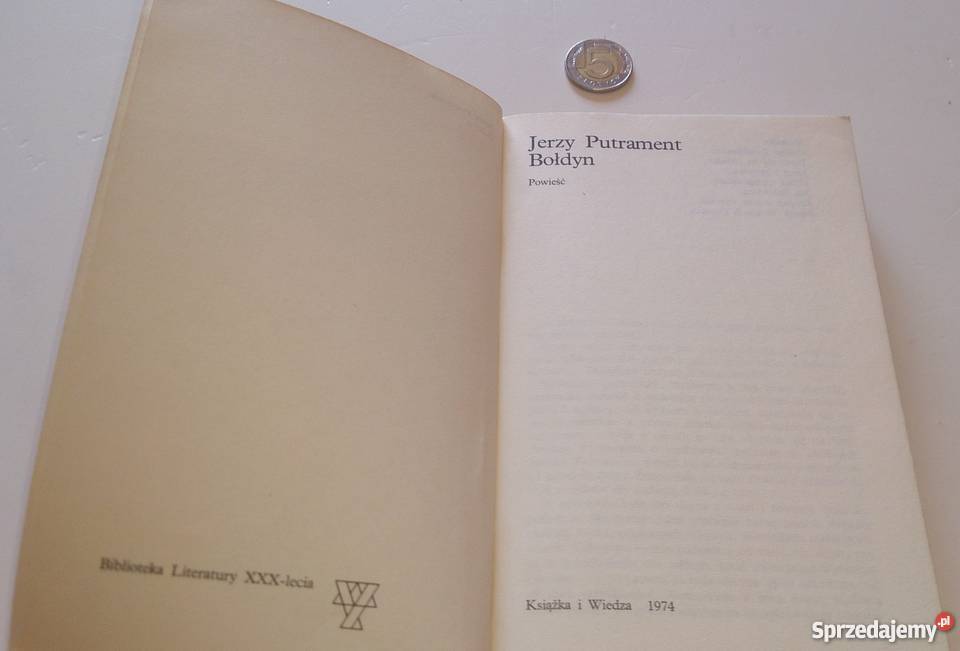 5
Jerzy Putrament
Bołdyn
Powieść
Biblioteka Literatury XXX-lecia
Książka i Wiedza 1974
Sprzedajemy.pl